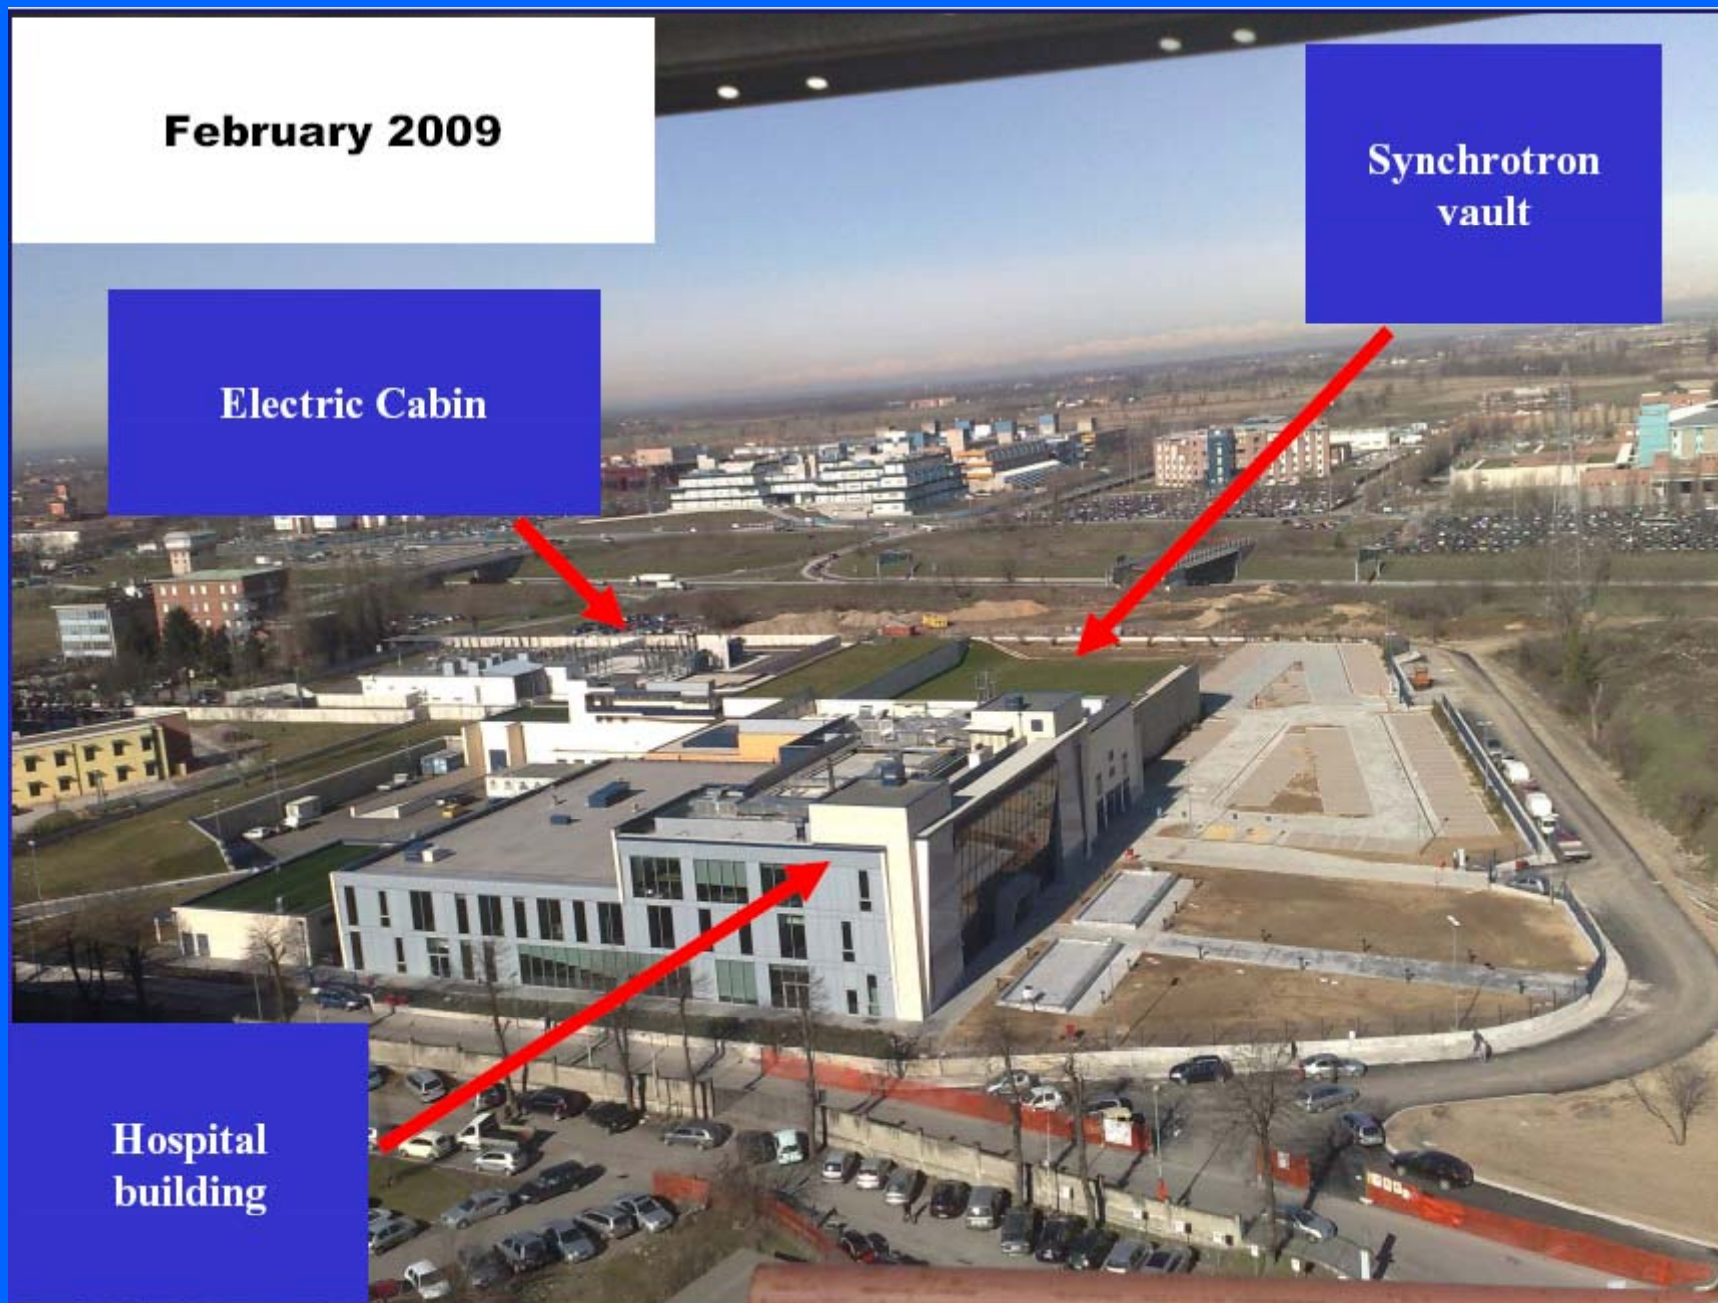 February 2009
Synchrotron
vault
Electric Cabin
Hospital
building